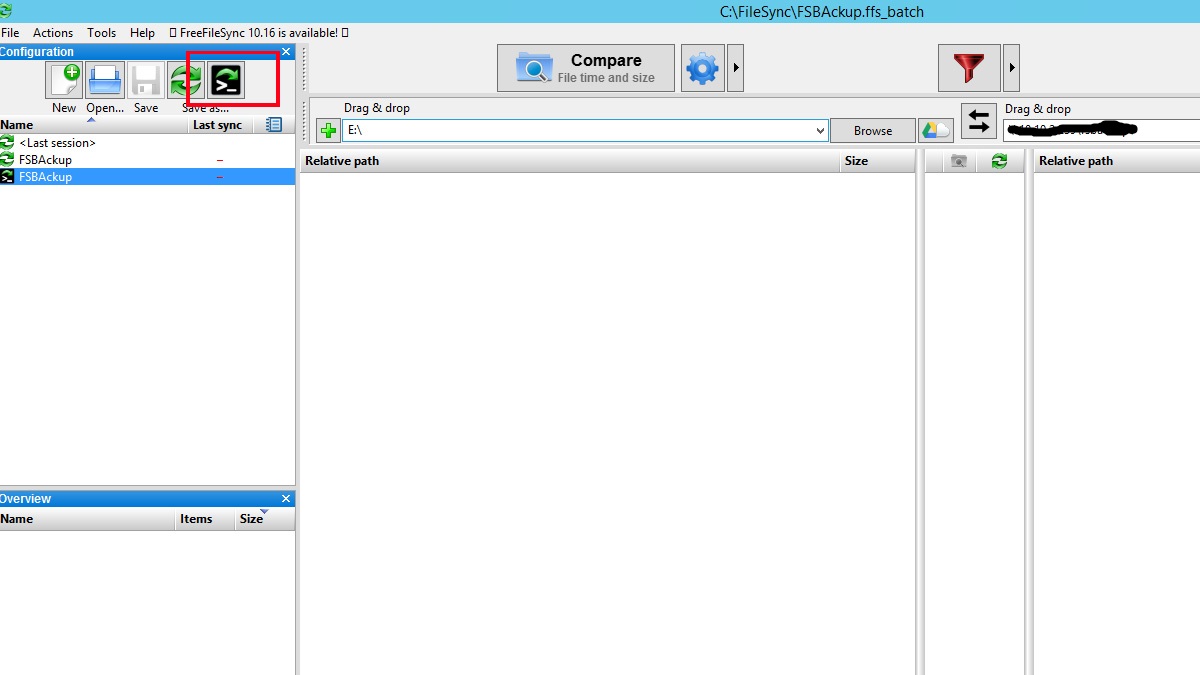 C:\FileSync\FSBAckup.ffs_batch
File Actions Tools Help FreeFileSync 10.16 is available!
Configuration
New Open... Save Save as...
Name Last sync
<Last session>
FSBAckup –
FSBAckup –
Overview
Name Items Size
Compare
File time and size
Drag & drop
E:\ Browse
Relative path Size
Drag & drop
Relative path